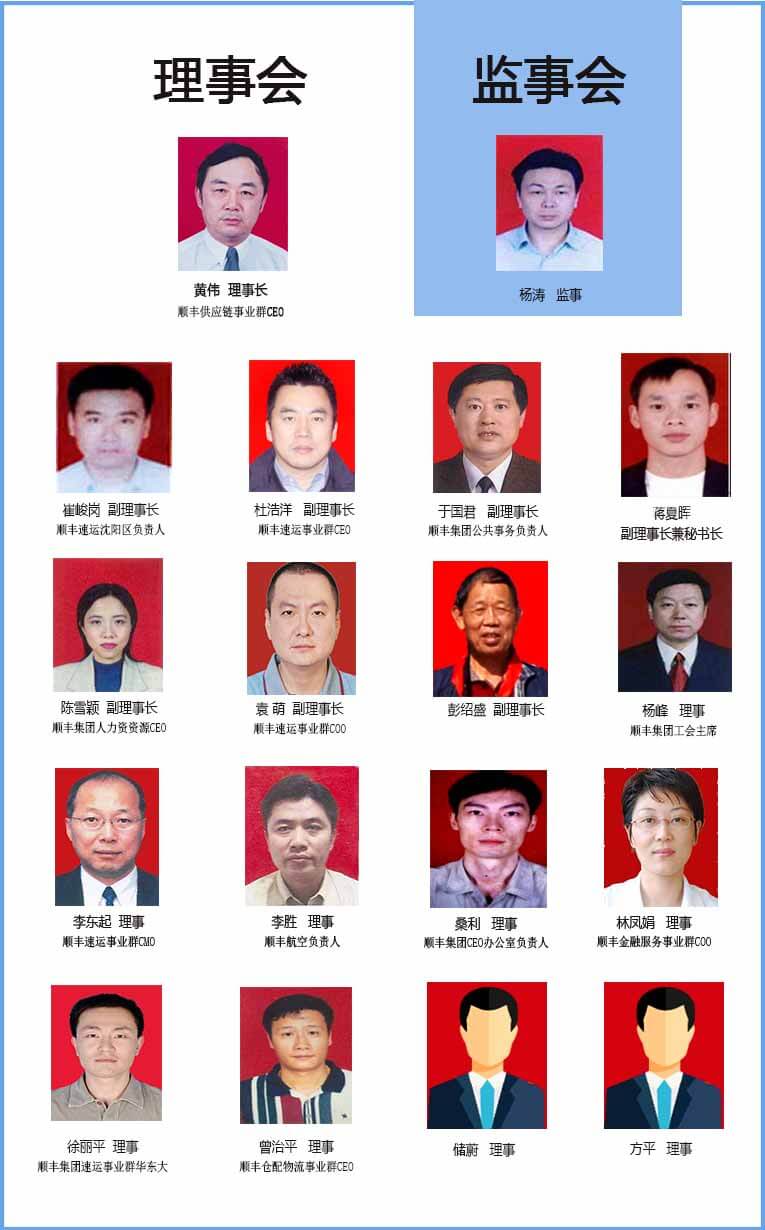 理事会
监事会
黄伟 理事长
顺丰供应链事业群CEO
杨涛 监事
崔峻岗 副理事长
顺丰速运沈阳区负责人
杜浩洋 副理事长
顺丰速运事业群CEO
于国君 副理事长
顺丰集团公共事务负责人
蒋夏晖
副理事长兼秘书长
陈雪颖 副理事长
顺丰集团人力资资源CEO
袁 萌 副理事长
顺丰速运事业群COO
彭绍盛 副理事长
杨峰 理事
顺丰集团工会主席
李东起 理事
顺丰速运事业群CMO
李胜 理事
顺丰航空负责人
桑利 理事
顺丰集团CEO办公室负责人
林凤娟 理事
顺丰金融服务事业群COO
徐丽平 理事
顺丰集团速运事业群华东大
曾治平 理事
顺丰仓配物流事业群CEO
储蔚 理事
方平 理事